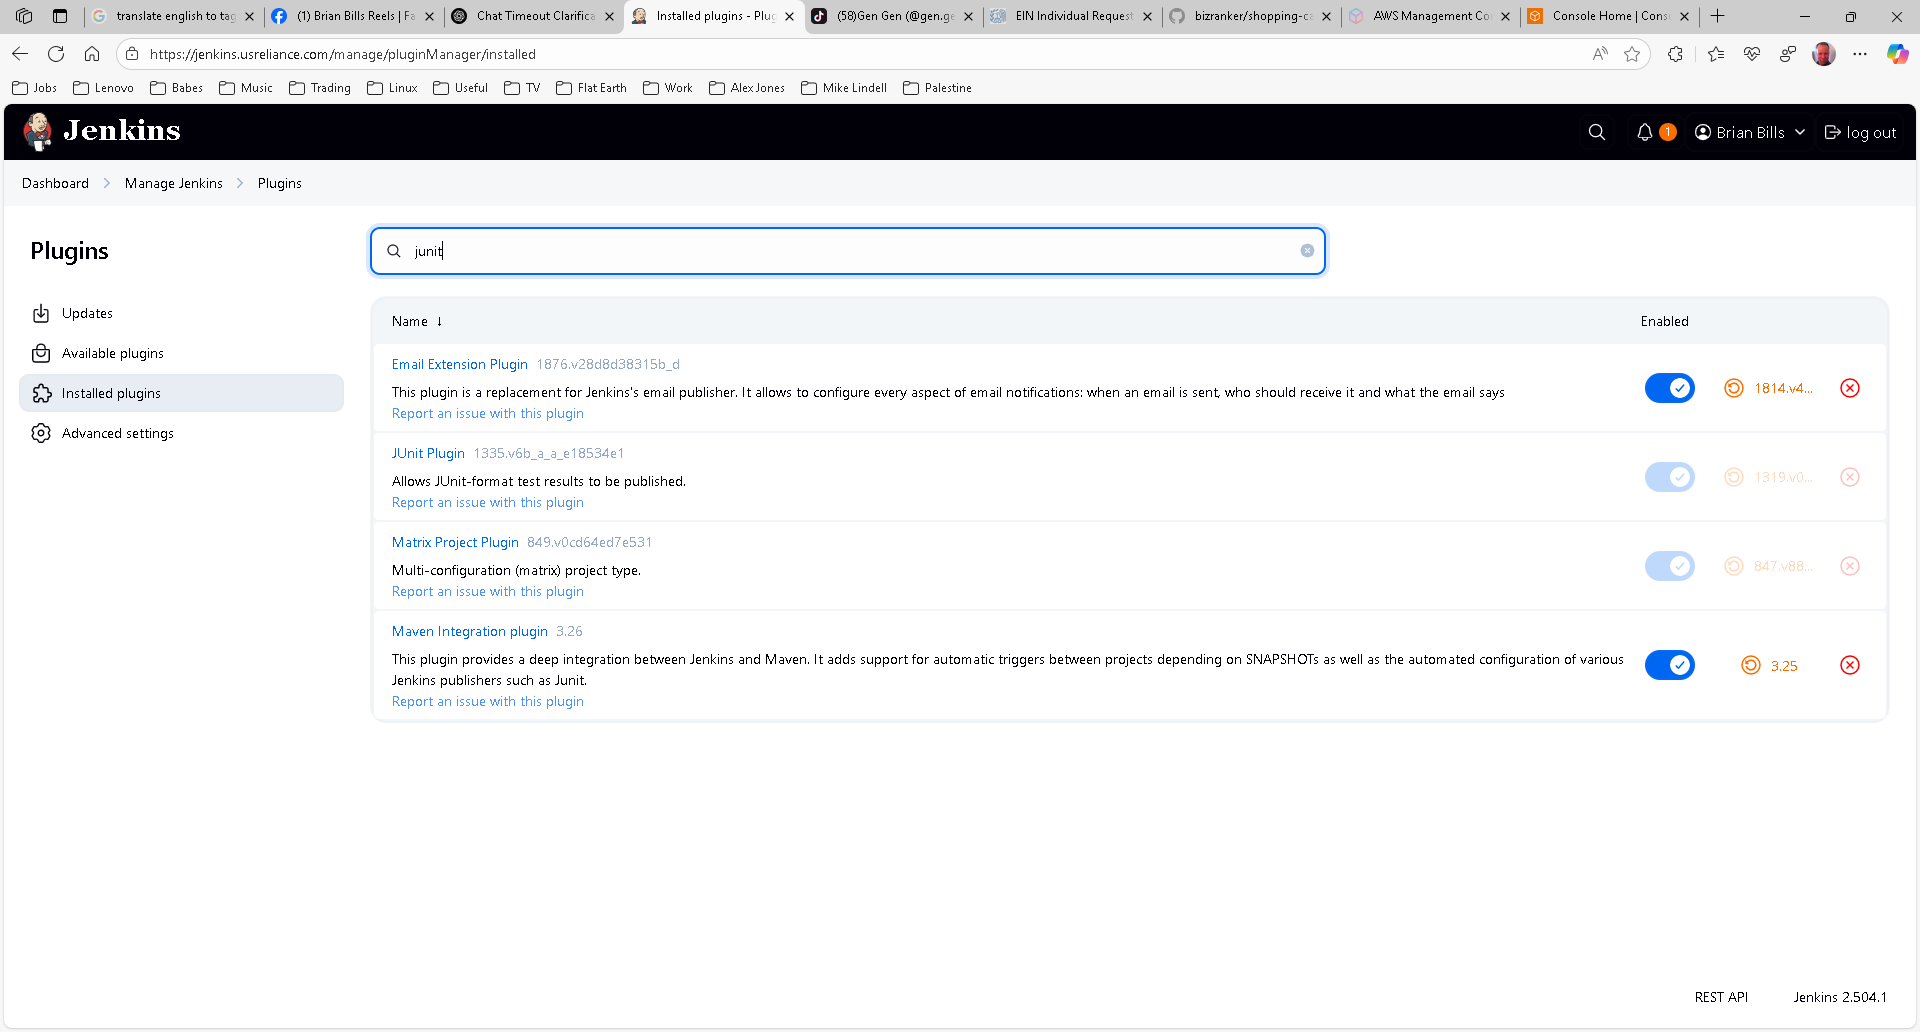 translate english to tag
(1) Brian Bills Reels | Fa
Chat Timeout Clarifica
Installed plugins - Plug
(58)Gen Gen (@gen.ge
EIN Individual Request
bizranker/shopping-ca
AWS Management Co
Console Home | Conso
https://jenkins.usreliance.com/manage/pluginManager/installed
Jobs
Lenovo
Babes
Music
Trading
Linux
Useful
TV
Flat Earth
Work
Alex Jones
Mike Lindell
Palestine
Jenkins
1
Brian Bills
log out
Dashboard
Manage Jenkins
Plugins
Plugins
junit
Updates
Available plugins
Installed plugins
Advanced settings
Name ↓
Enabled
Email Extension Plugin 1876.v28d8d38315b_d
This plugin is a replacement for Jenkins's email publisher. It allows to configure every aspect of email notifications: when an email is sent, who should receive it and what the email says
Report an issue with this plugin
1814.v4...
JUnit Plugin 1335.v6b_a_a_e18534e1
Allows JUnit-format test results to be published.
Report an issue with this plugin
1319.v0...
Matrix Project Plugin 849.v0cd64ed7e531
Multi-configuration (matrix) project type.
Report an issue with this plugin
847.v88...
Maven Integration plugin 3.26
This plugin provides a deep integration between Jenkins and Maven. It adds support for automatic triggers between projects depending on SNAPSHOTs as well as the automated configuration of various
Jenkins publishers such as Junit.
Report an issue with this plugin
3.25
REST API
Jenkins 2.504.1